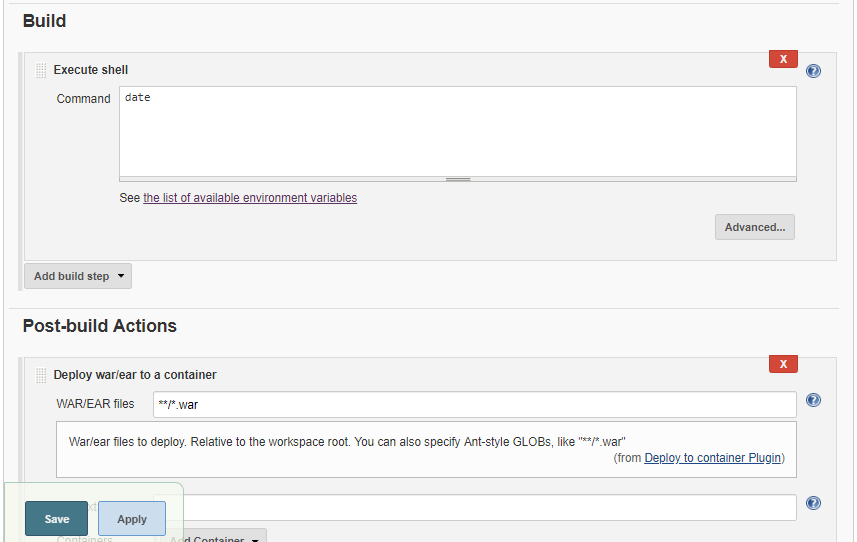 Build
Execute shell
X
Command
date
See the list of available environment variables
Advanced...
Add build step
Post-build Actions
X
Deploy war/ear to a container
WAR/EAR files
**/*.war
War/ear files to deploy. Relative to the workspace root. You can also specify Ant-style GLOBs, like "**/*.war"
(from Deploy to container Plugin)
Save
Apply
Containers
Add Container